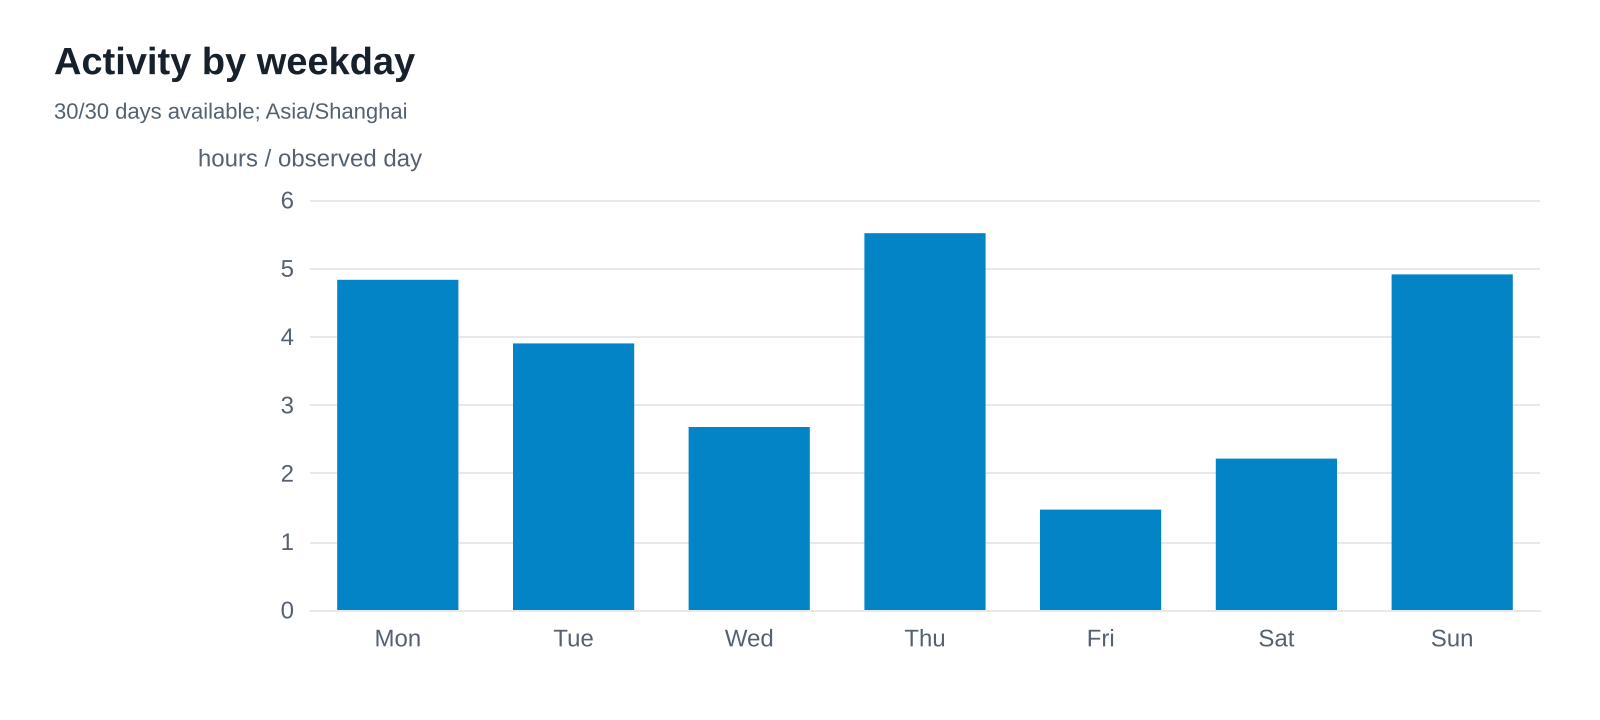 Activity by weekday
30/30 days available; Asia/Shanghai
hours / observed day
6
5
4
3
2
1
0
Mon Tue Wed Thu Fri Sat Sun